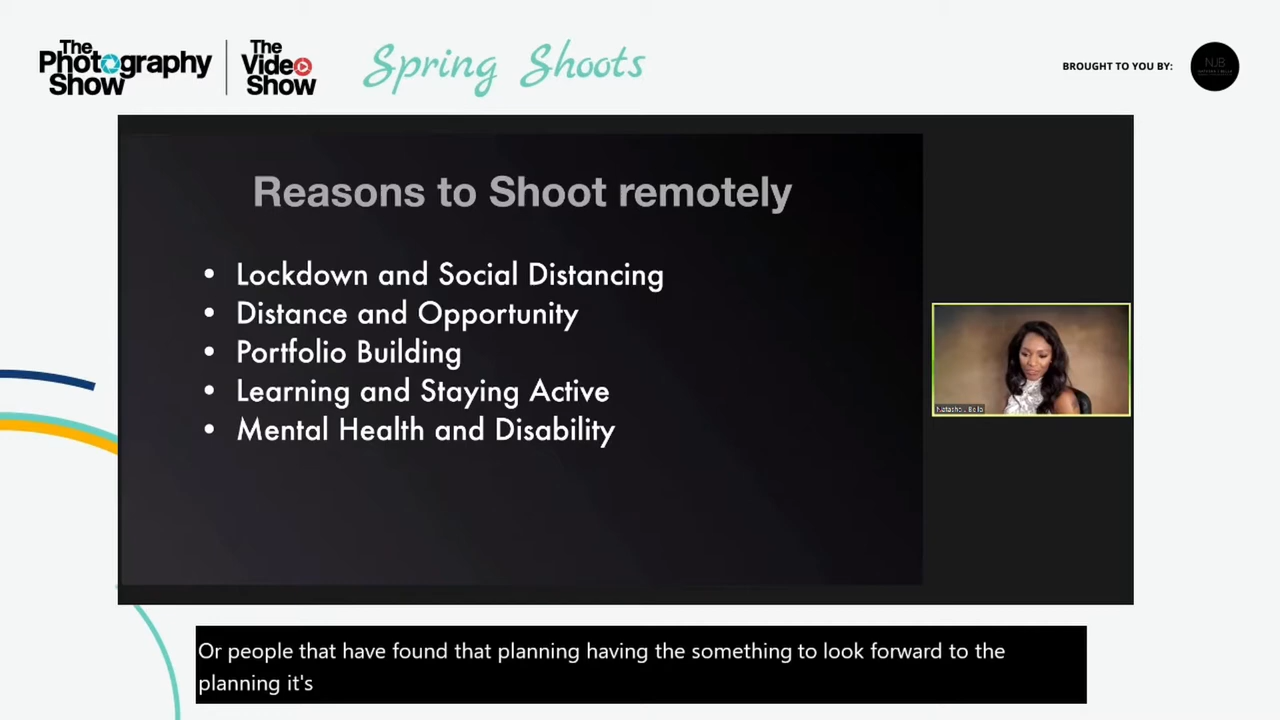 The
Photography
Show
The
Video
Show
Spring Shoots
BROUGHT TO YOU BY:
NJB
Reasons to Shoot remotely
• Lockdown and Social Distancing
• Distance and Opportunity
• Portfolio Building
• Learning and Staying Active
• Mental Health and Disability
Or people that have found that planning having the something to look forward to the
planning it's